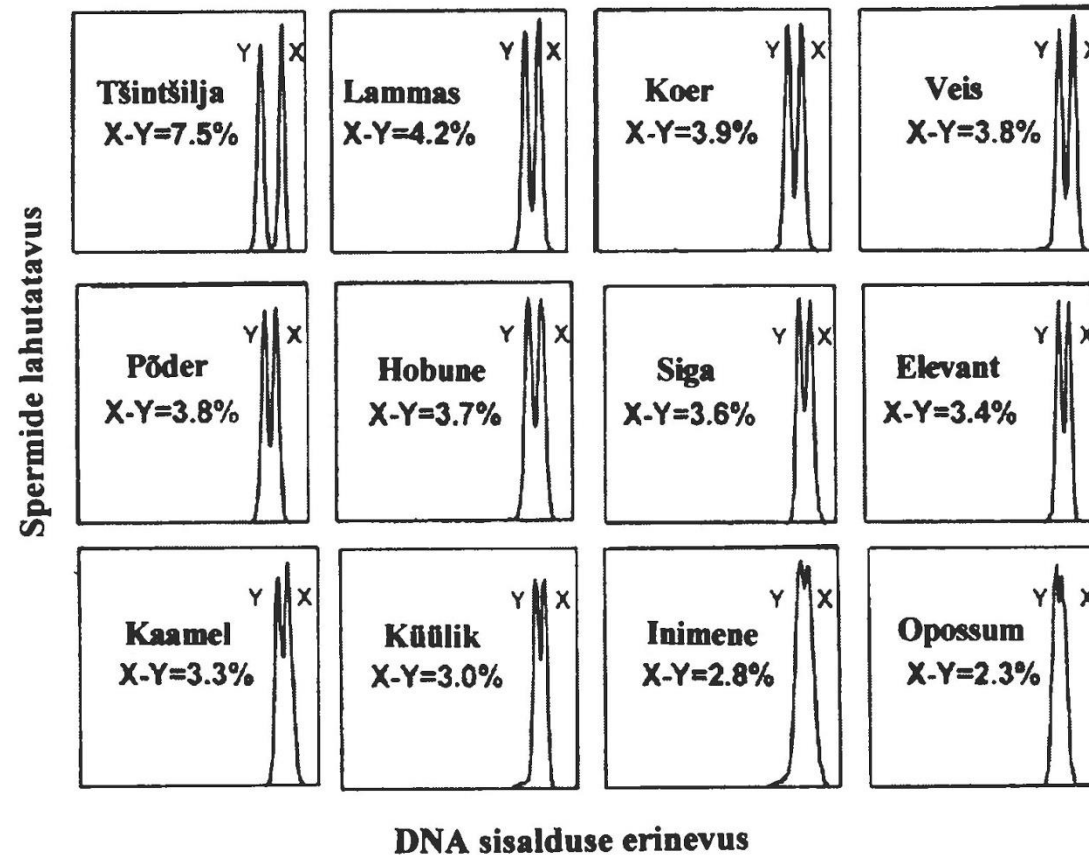 Spermide lahutatavus
Y X
Tšintšilja
X-Y=7.5%
Y X
Lammas
X-Y=4.2%
Y X
Koer
X-Y=3.9%
Y X
Veis
X-Y=3.8%
Y X
Põder
X-Y=3.8%
Y X
Hobune
X-Y=3.7%
Y X
Siga
X-Y=3.6%
Y X
Elevant
X-Y=3.4%
Y X
Kaamel
X-Y=3.3%
Y X
Küülik
X-Y=3.0%
Y X
Inimene
X-Y=2.8%
Y X
Opossum
X-Y=2.3%
DNA sisalduse erinevus